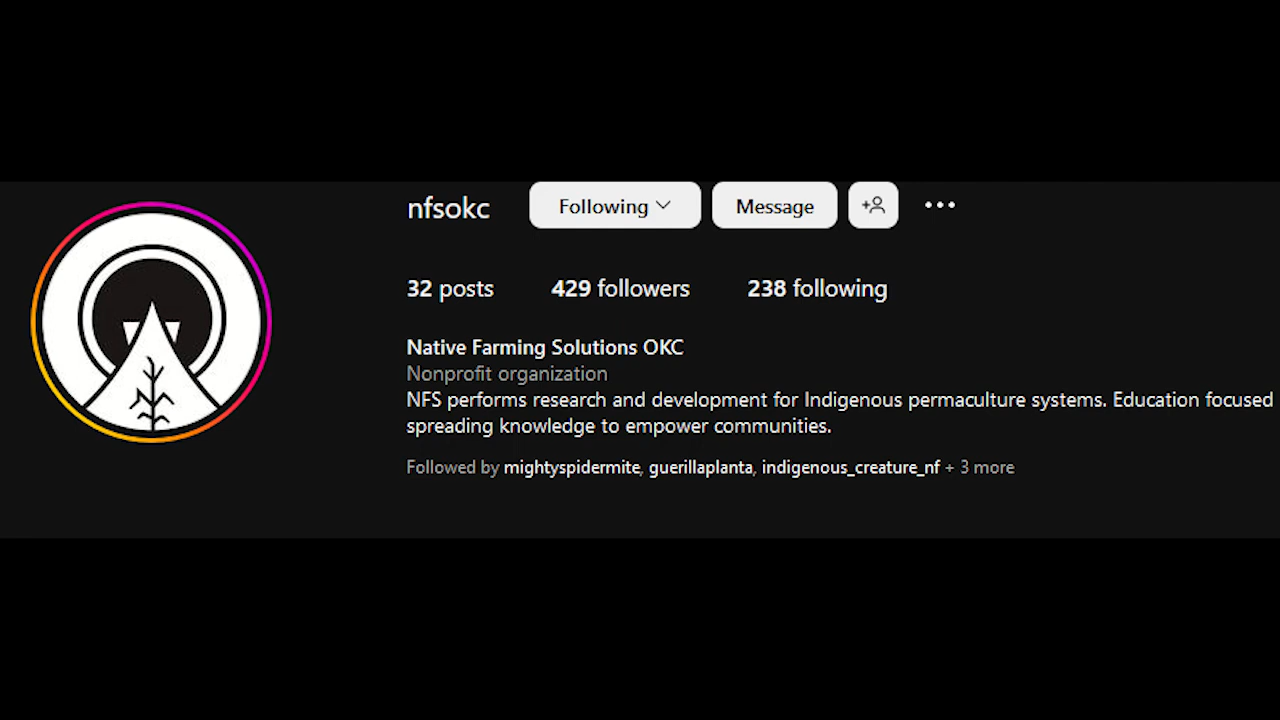 nfsokc Following Message
32 posts 429 followers 238 following
Native Farming Solutions OKC
Nonprofit organization
NFS performs research and development for Indigenous permaculture systems. Education focused
spreading knowledge to empower communities.
Followed by mightyspidermite, guerillaplanta, indigenous_creature_nf + 3 more